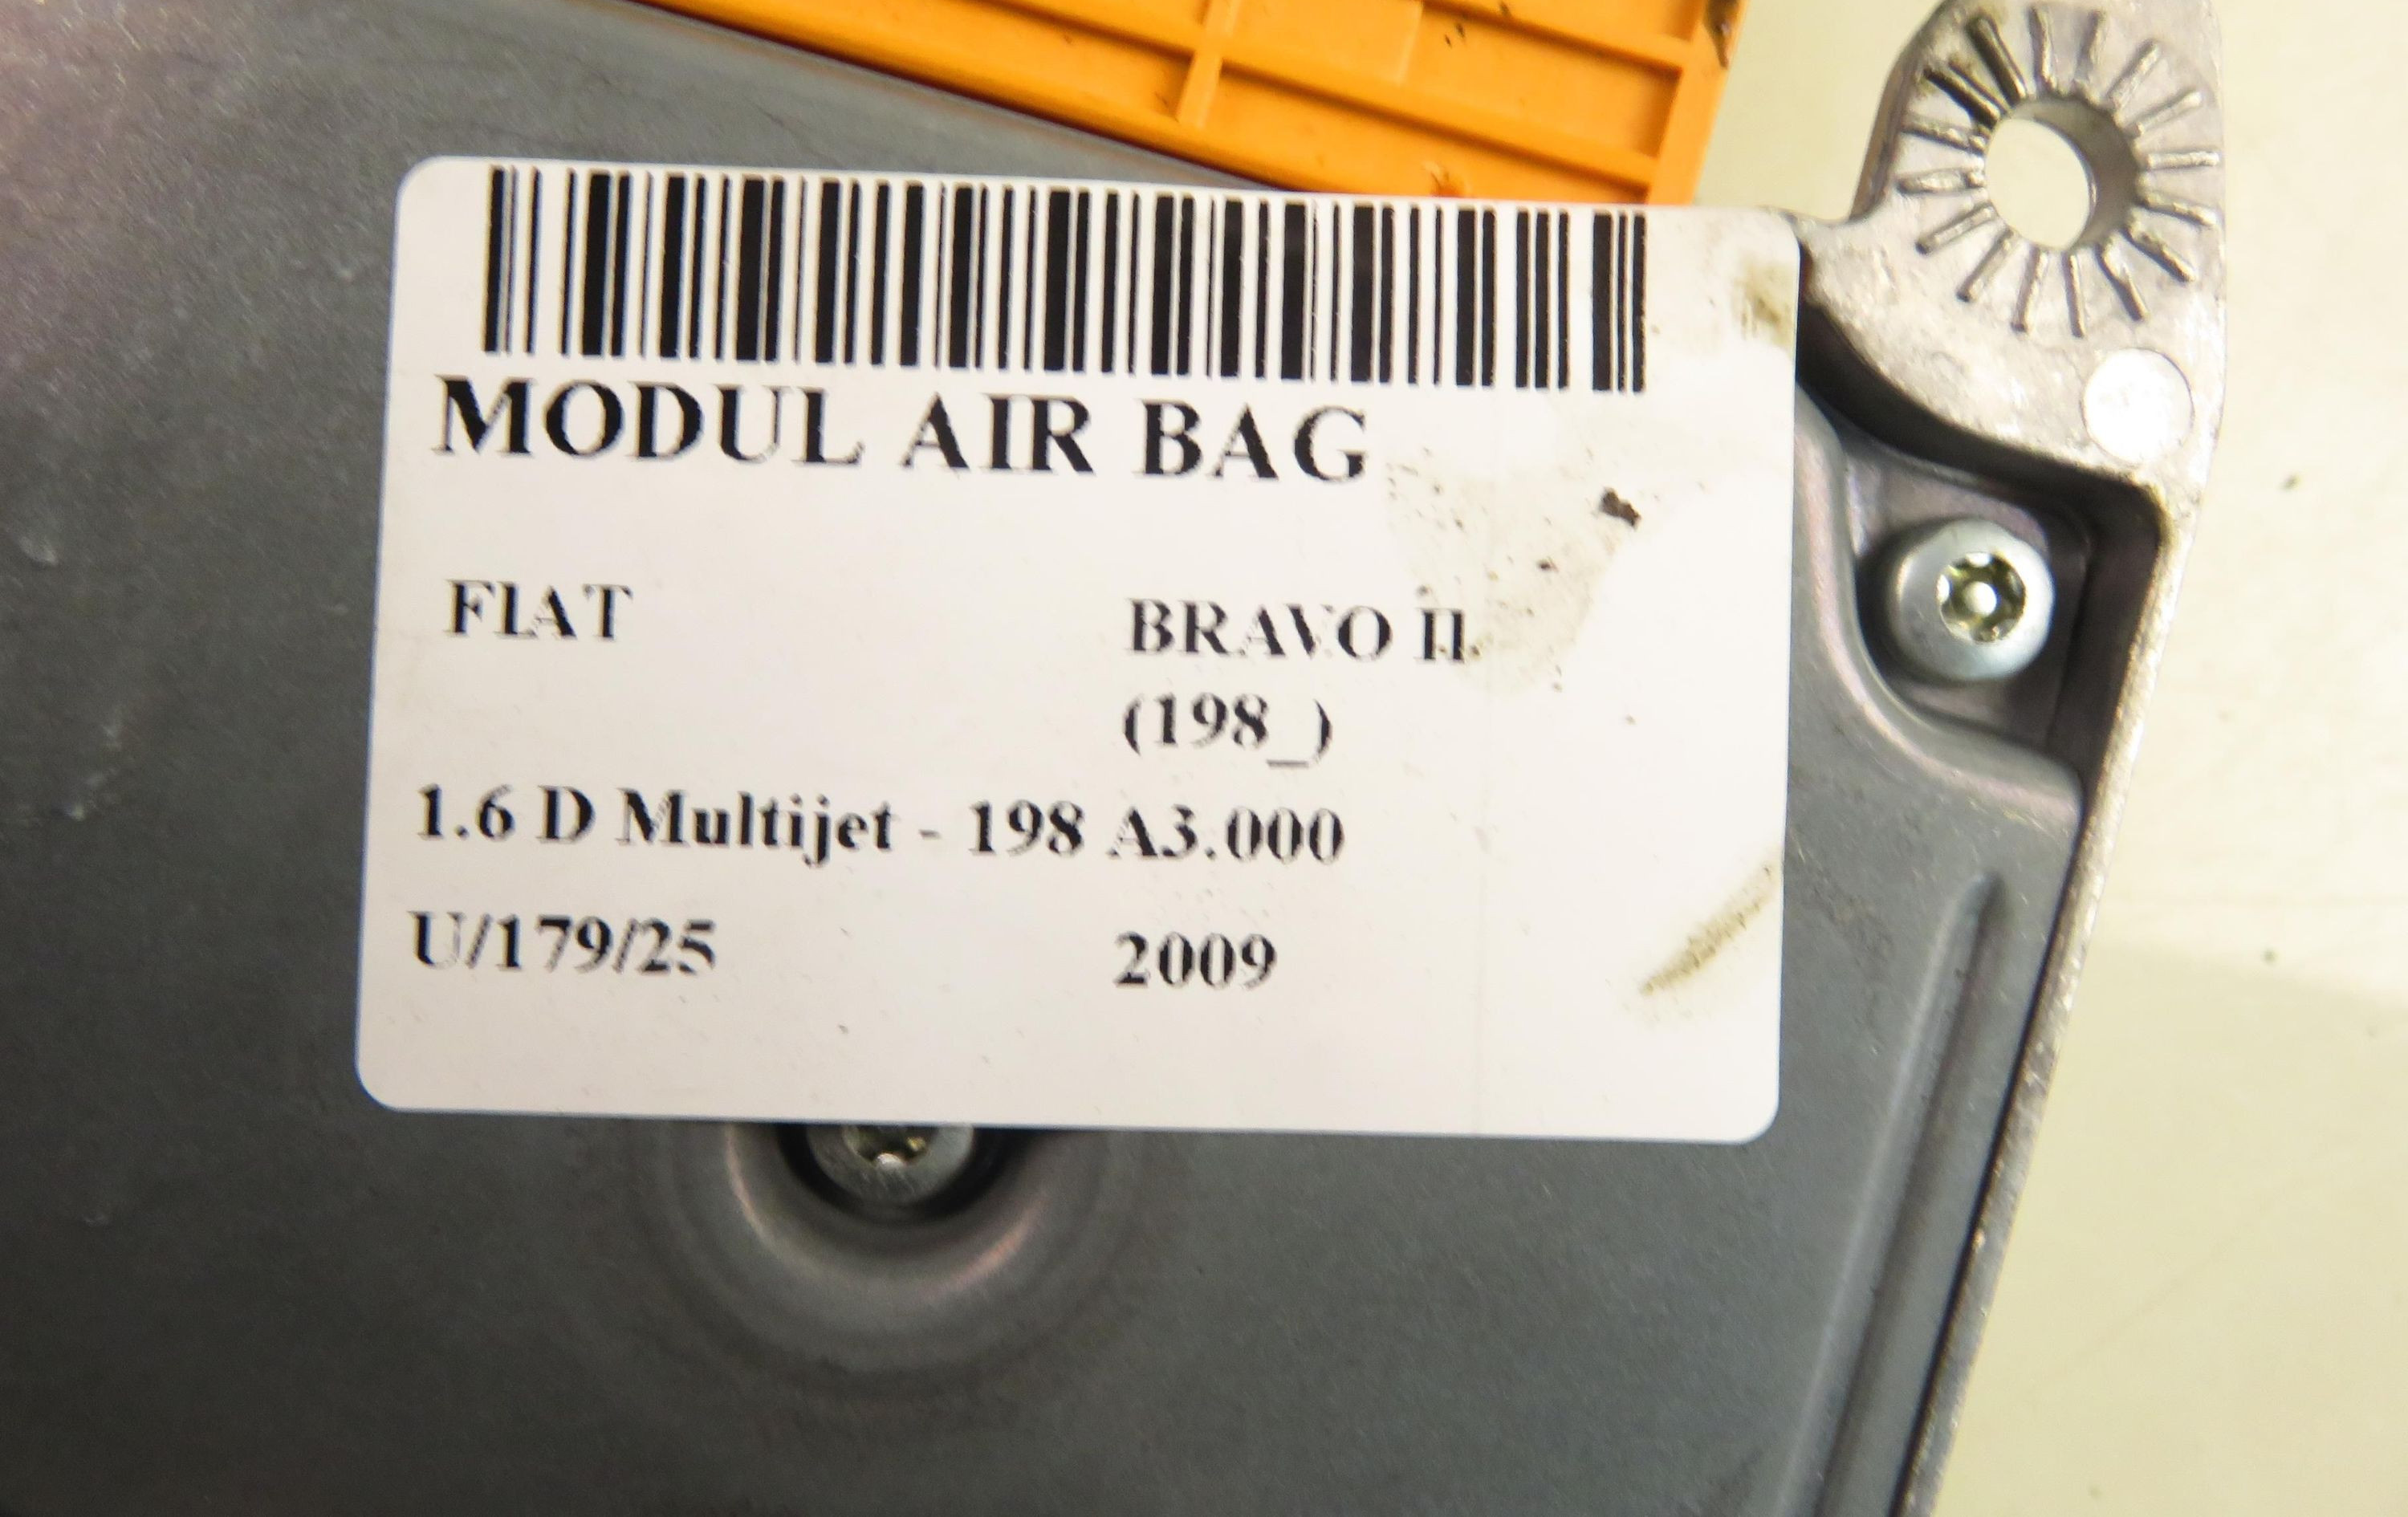 MODUL AIR BAG
FIAT BRAVO II
(198_)
1.6 D Multijet - 198 A3.000
U/179/25 2009